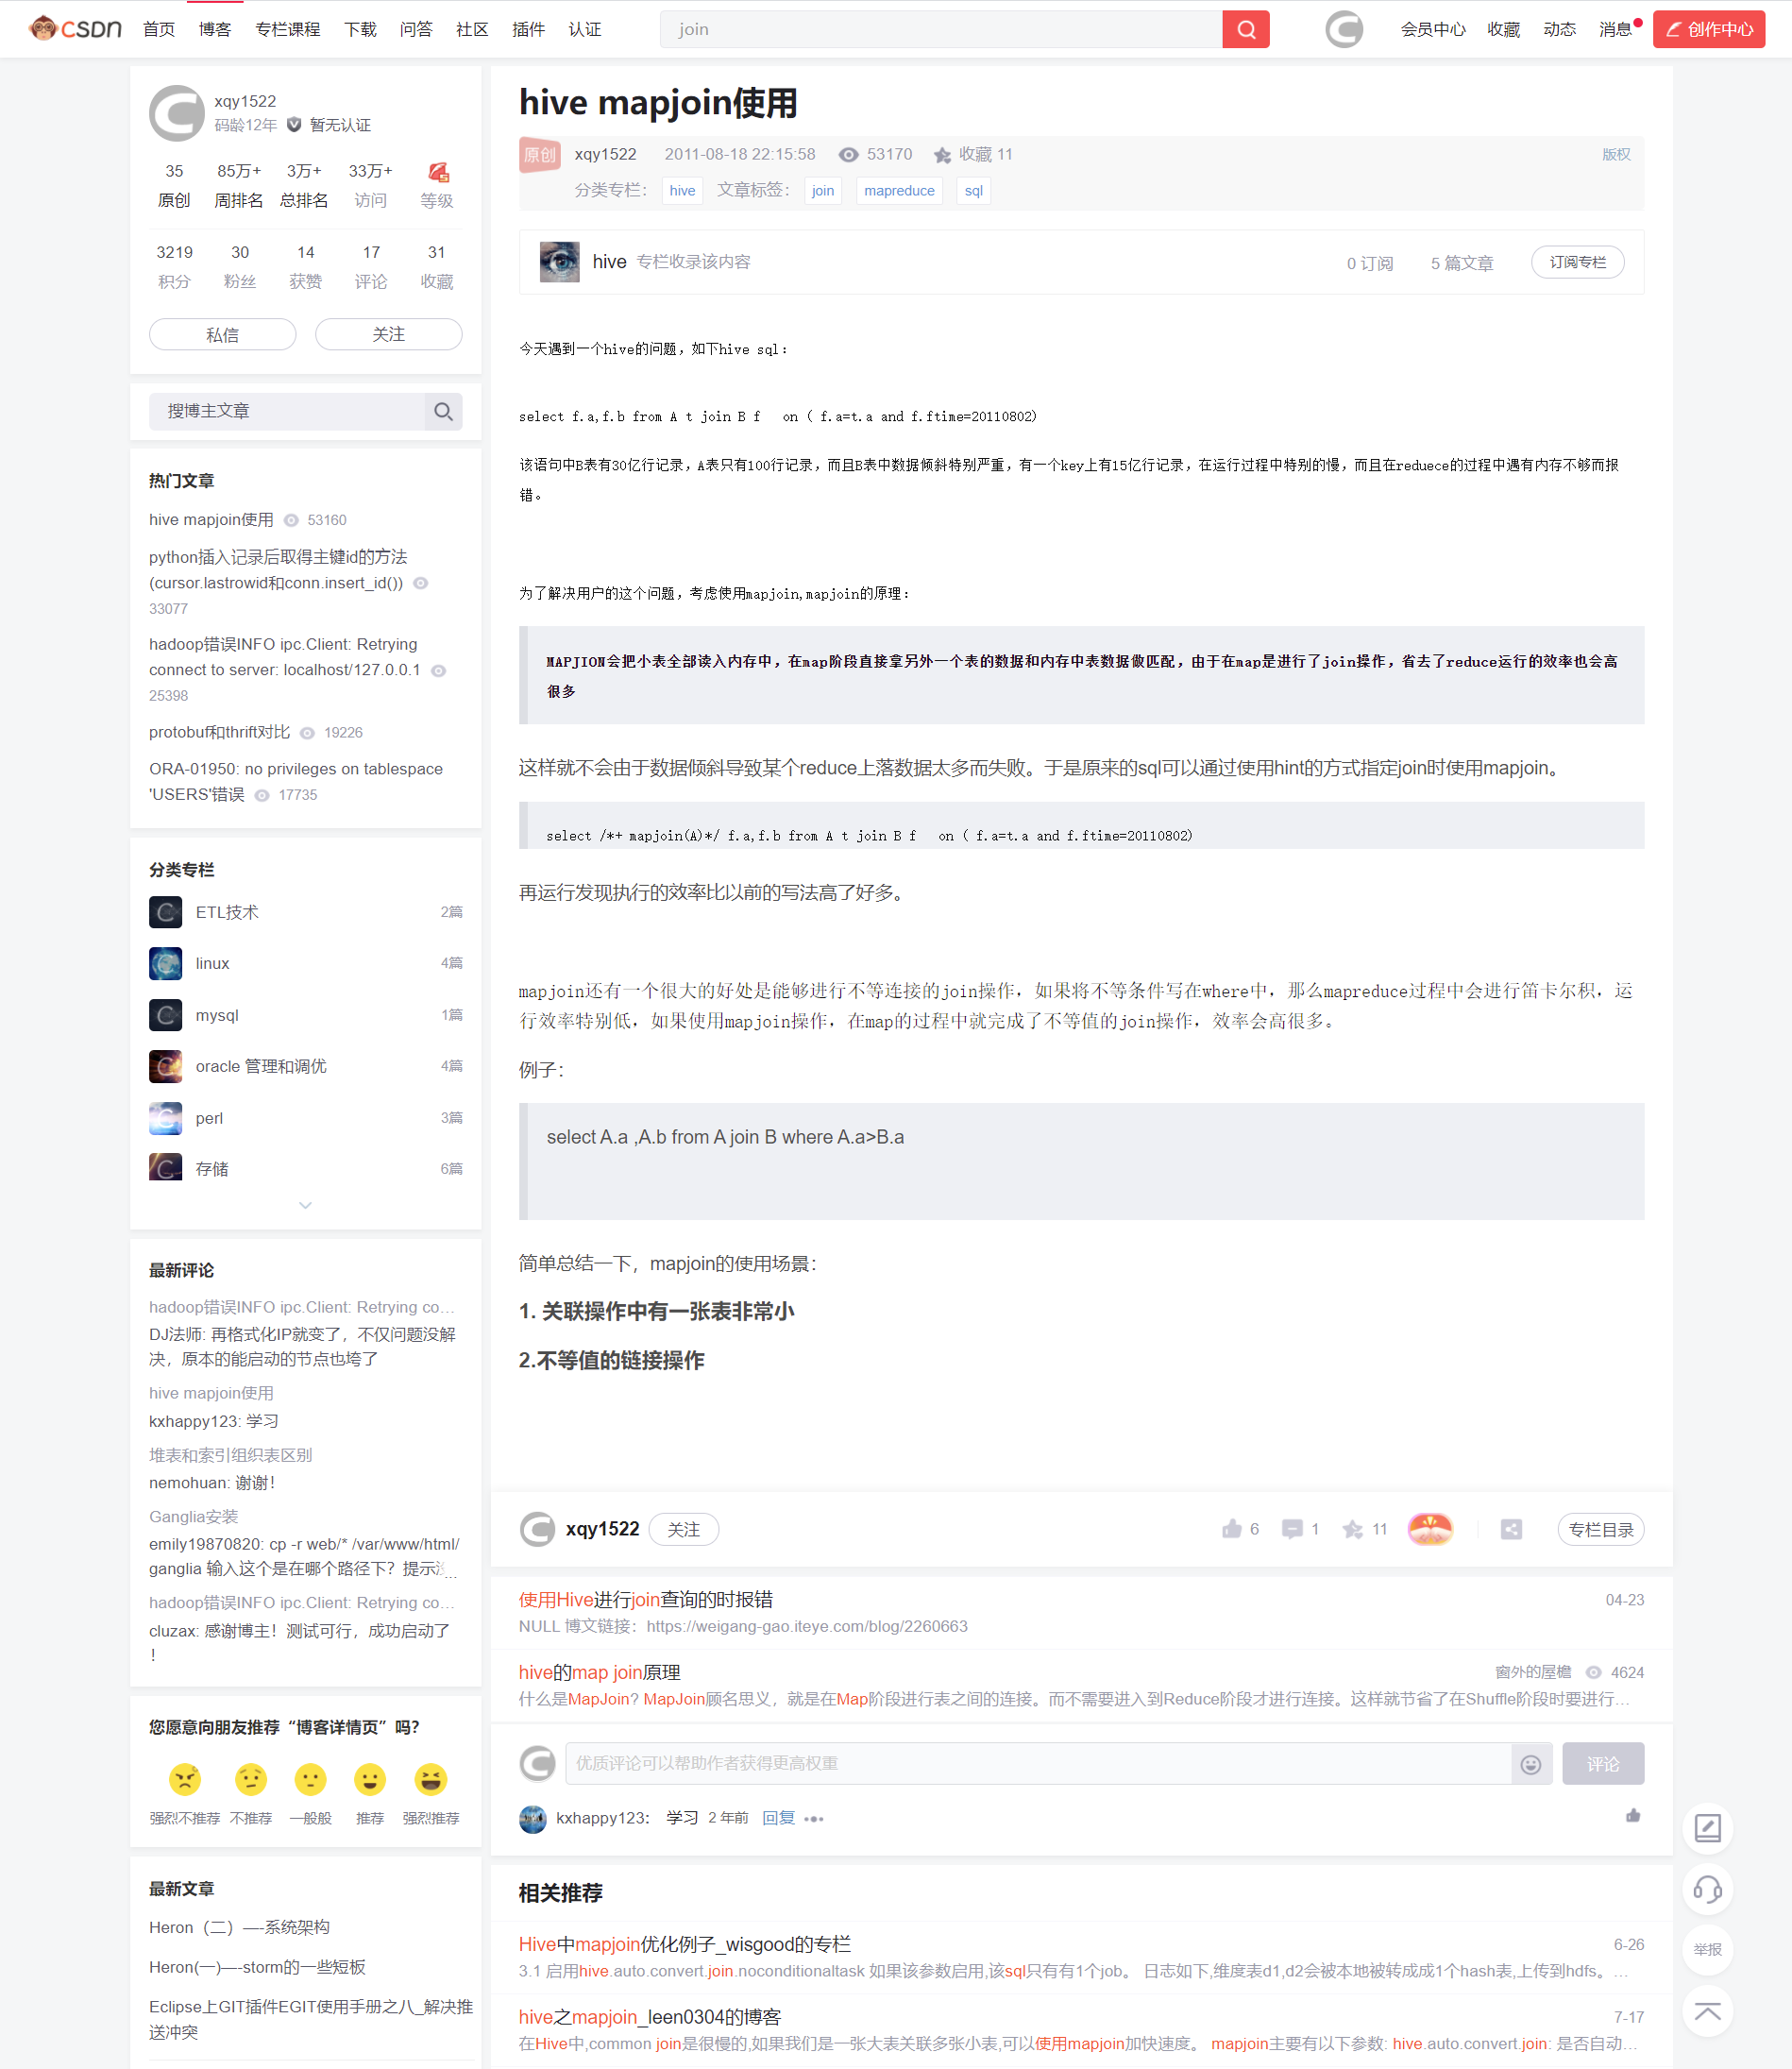 CSDN 首页 博客 专栏课程 下载 问答 社区 插件 认证 join 会员中心 收藏 动态 消息 创作中心
xqy1522
码龄12年 暂无认证
35 85万+ 3万+ 33万+
原创 周排名 总排名 访问 等级
3219 30 14 17 31
积分 粉丝 获赞 评论 收藏
私信 关注
搜博主文章
热门文章
hive mapjoin使用 53160
python插入记录后取得主键id的方法
(cursor.lastrowid和conn.insert_id())
33077
hadoop错误INFO ipc.Client: Retrying
connect to server: localhost/127.0.0.1
25398
protobuf和thrift对比 19226
ORA-01950: no privileges on tablespace
'USERS'错误 17735
分类专栏
ETL技术 2篇
linux 4篇
mysql 1篇
oracle 管理和调优 4篇
perl 3篇
存储 6篇
最新评论
hadoop错误INFO ipc.Client: Retrying co...
DJ法师: 再格式化IP就变了，不仅问题没解
决，原本的能启动的节点也垮了
hive mapjoin使用
kxhappy123: 学习
堆表和索引组织表区别
nemohuan: 谢谢！
Ganglia安装
emily19870820: cp -r web/* /var/www/html/
ganglia 输入这个是在哪个路径下？提示...
hadoop错误INFO ipc.Client: Retrying co...
cluzax: 感谢博主！测试可行，成功启动了
！
您愿意向朋友推荐“博客详情页”吗？
强烈不推荐 不推荐 一般般 推荐 强烈推荐
最新文章
Heron（二）—-系统架构
Heron(一)—-storm的一些短板
Eclipse上GIT插件EGIT使用手册之八_解决推
送冲突
hive mapjoin使用
原创 xqy1522 2011-08-18 22:15:58 53170 收藏 11 版权
分类专栏： hive 文章标签： join mapreduce sql
hive 专栏收录该内容 0 订阅 5 篇文章 订阅专栏
今天遇到一个hive的问题，如下hive sql：
select f.a,f.b from A t join B f on ( f.a=t.a and f.ftime=20110802)
该语句中B表有30亿行记录，A表只有100行记录，而且B表中数据倾斜特别严重，有一个key上有15亿行记录，在运行过程中特别的慢，而且在reduece的过程中遇有内存不够而报
错。
为了解决用户的这个问题，考虑使用mapjoin,mapjoin的原理：
MAPJION会把小表全部读入内存中，在map阶段直接拿另外一个表的数据和内存中表数据做匹配，由于在map是进行了join操作，省去了reduce运行的效率也会高
很多
这样就不会由于数据倾斜导致某个reduce上落数据太多而失败。于是原来的sql可以通过使用hint的方式指定join时使用mapjoin。
select /*+ mapjoin(A)*/ f.a,f.b from A t join B f on ( f.a=t.a and f.ftime=20110802)
再运行发现执行的效率比以前的写法高了好多。
mapjoin还有一个很大的好处是能够进行不等连接的join操作，如果将不等条件写在where中，那么mapreduce过程中会进行笛卡尔积，运
行效率特别低，如果使用mapjoin操作，在map的过程中就完成了不等值的join操作，效率会高很多。
例子：
select A.a ,A.b from A join B where A.a>B.a
简单总结一下，mapjoin的使用场景：
1. 关联操作中有一张表非常小
2.不等值的链接操作
xqy1522 关注 6 1 11 专栏目录
使用Hive进行join查询的时报错 04-23
NULL 博文链接：https://weigang-gao.iteye.com/blog/2260663
hive的map join原理 窗外的屋檐 4624
什么是MapJoin? MapJoin顾名思义，就是在Map阶段进行表之间的连接。而不需要进入到Reduce阶段才进行连接。这样就节省了在Shuffle阶段时要进行...
优质评论可以帮助作者获得更高权重 评论
kxhappy123： 学习 2 年前 回复
相关推荐
Hive中mapjoin优化例子_wisgood的专栏 6-26
3.1 启用hive.auto.convert.join.noconditionaltask 如果该参数启用,该sql只有有1个job。 日志如下,维度表d1,d2会被本地被转成成1个hash表,上传到hdfs。...
hive之mapjoin_leen0304的博客 7-17
在Hive中,common join是很慢的,如果我们是一张大表关联多张小表,可以使用mapjoin加快速度。 mapjoin主要有以下参数: hive.auto.convert.join: 是否自动...
举报